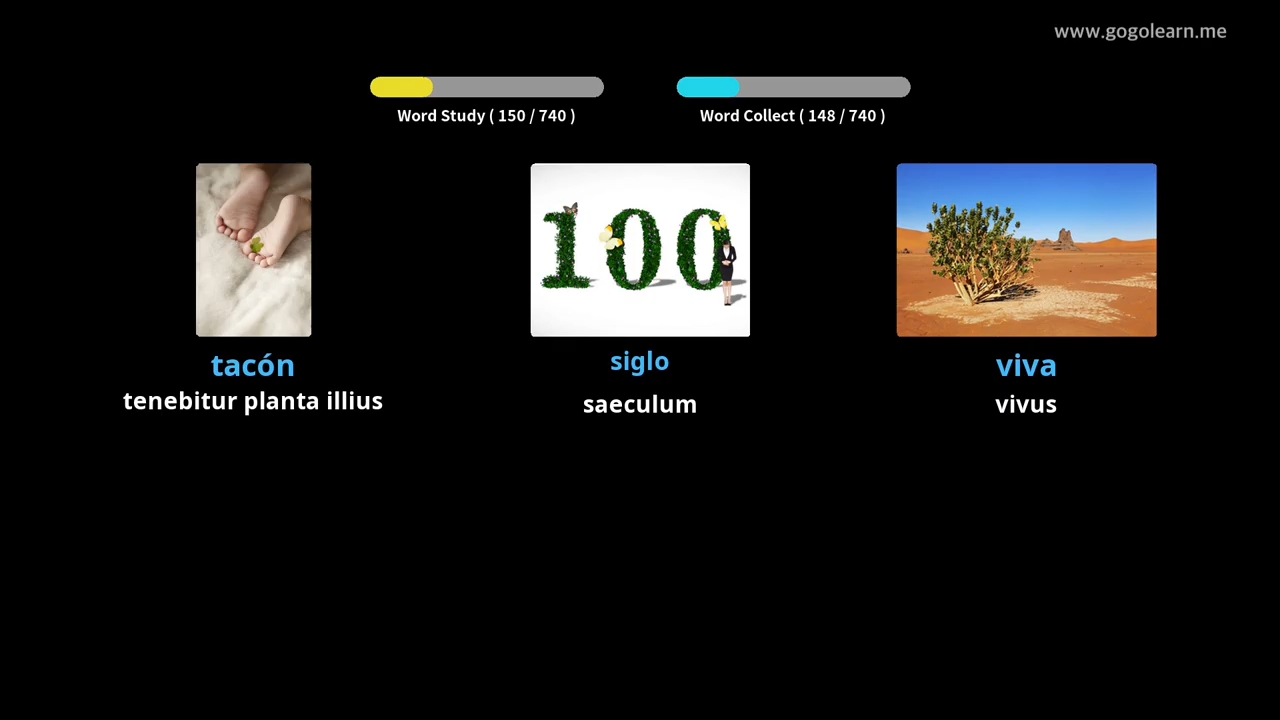 www.gogolearn.me
Word Study ( 150 / 740 )
Word Collect ( 148 / 740 )
100
tacón
siglo
viva
tenebitur planta illius
saeculum
vivus